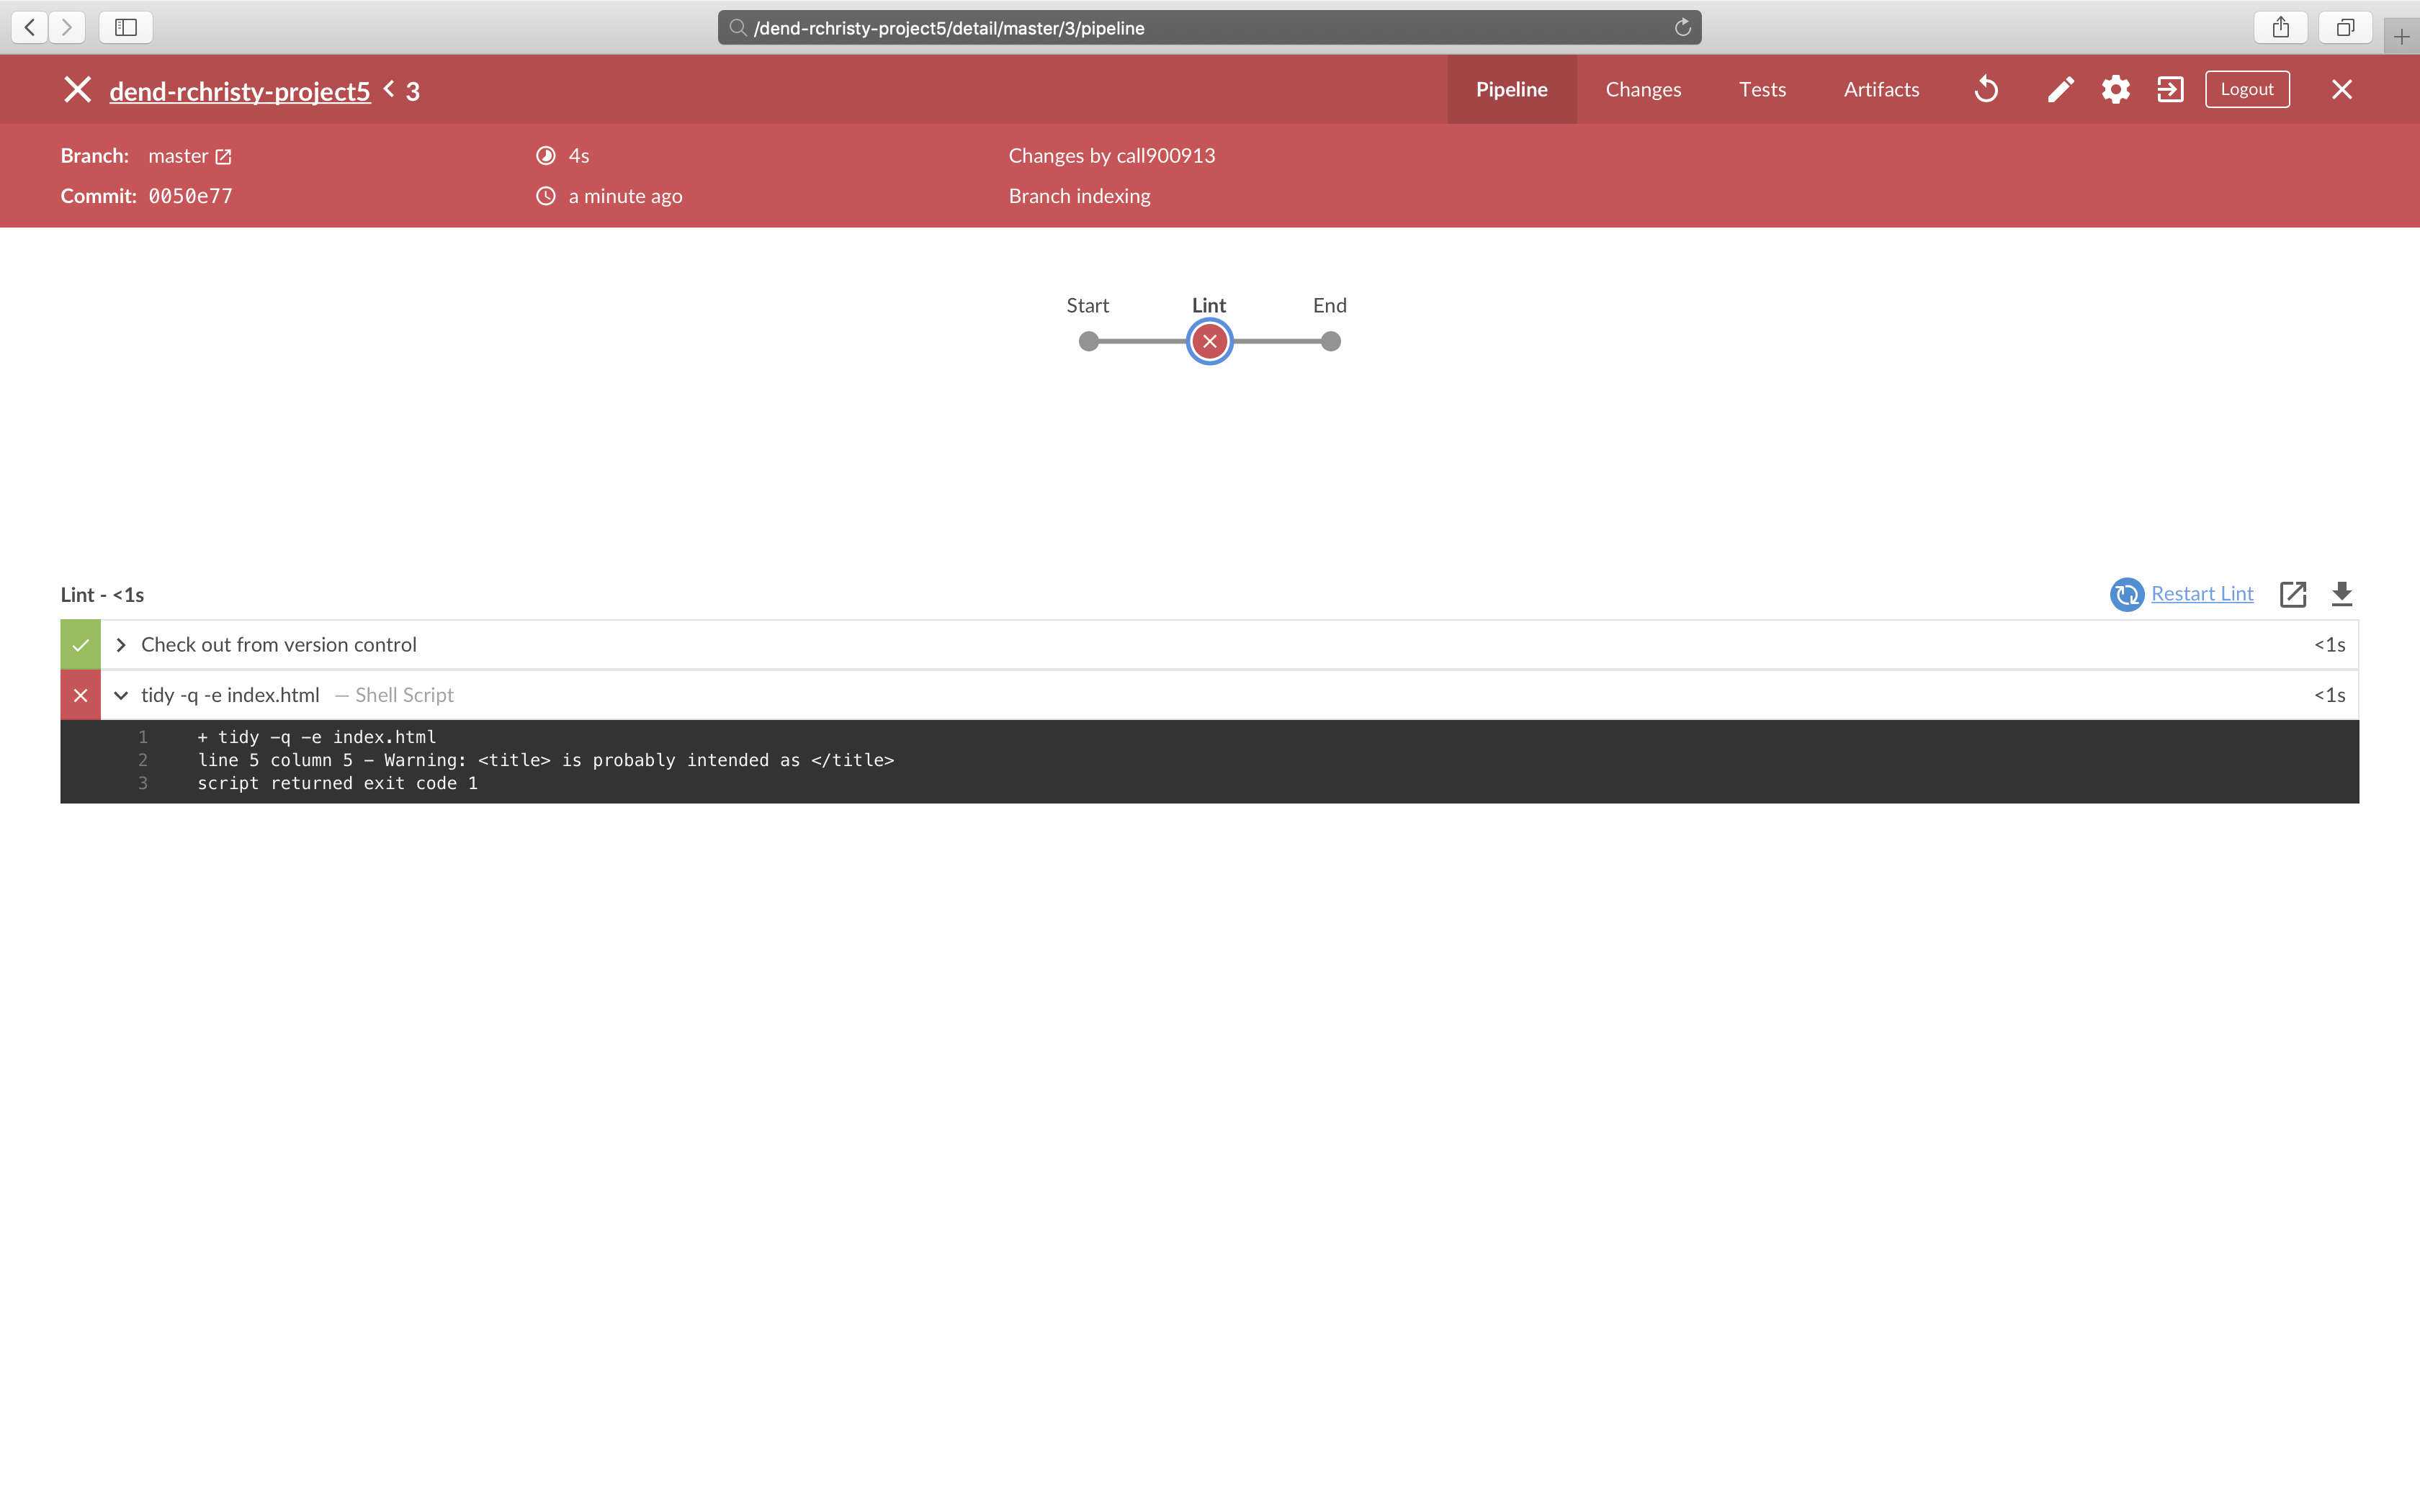 /dend-rchristy-project5/detail/master/3/pipeline
dend-rchristy-project5 < 3
Pipeline Changes Tests Artifacts Logout
Branch: master 4s Changes by call900913
Commit: 0050e77 a minute ago Branch indexing
Start Lint End
Lint - <1s Restart Lint
Check out from version control <1s
tidy -q -e index.html — Shell Script <1s
1 + tidy -q -e index.html
2 line 5 column 5 - Warning: <title> is probably intended as </title>
3 script returned exit code 1